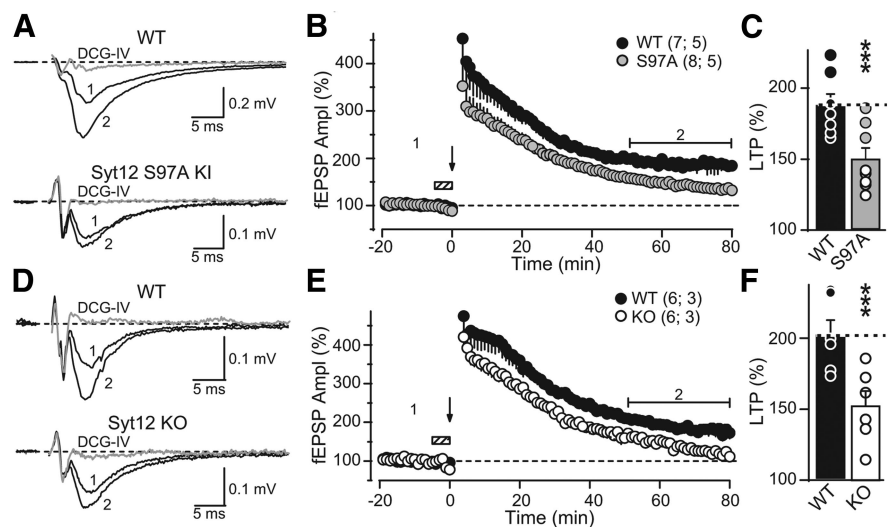 A
WT
DCG-IV
1
2
0.2 mV
5 ms
Syt12 S97A KI
DCG-IV
1
2
0.1 mV
5 ms
B
fEPSP Ampl (%)
400
300
200
100
WT (7; 5)
S97A (8; 5)
1
2
-20 0 20 40 60 80
Time (min)
C
LTP (%)
200
150
100
***
WT
S97A
D
WT
DCG-IV
1
2
0.1 mV
5 ms
Syt12 KO
DCG-IV
1
2
0.1 mV
5 ms
E
fEPSP Ampl (%)
400
300
200
100
WT (6; 3)
KO (6; 3)
1
2
-20 0 20 40 60 80
Time (min)
F
LTP (%)
200
150
100
***
WT
KO